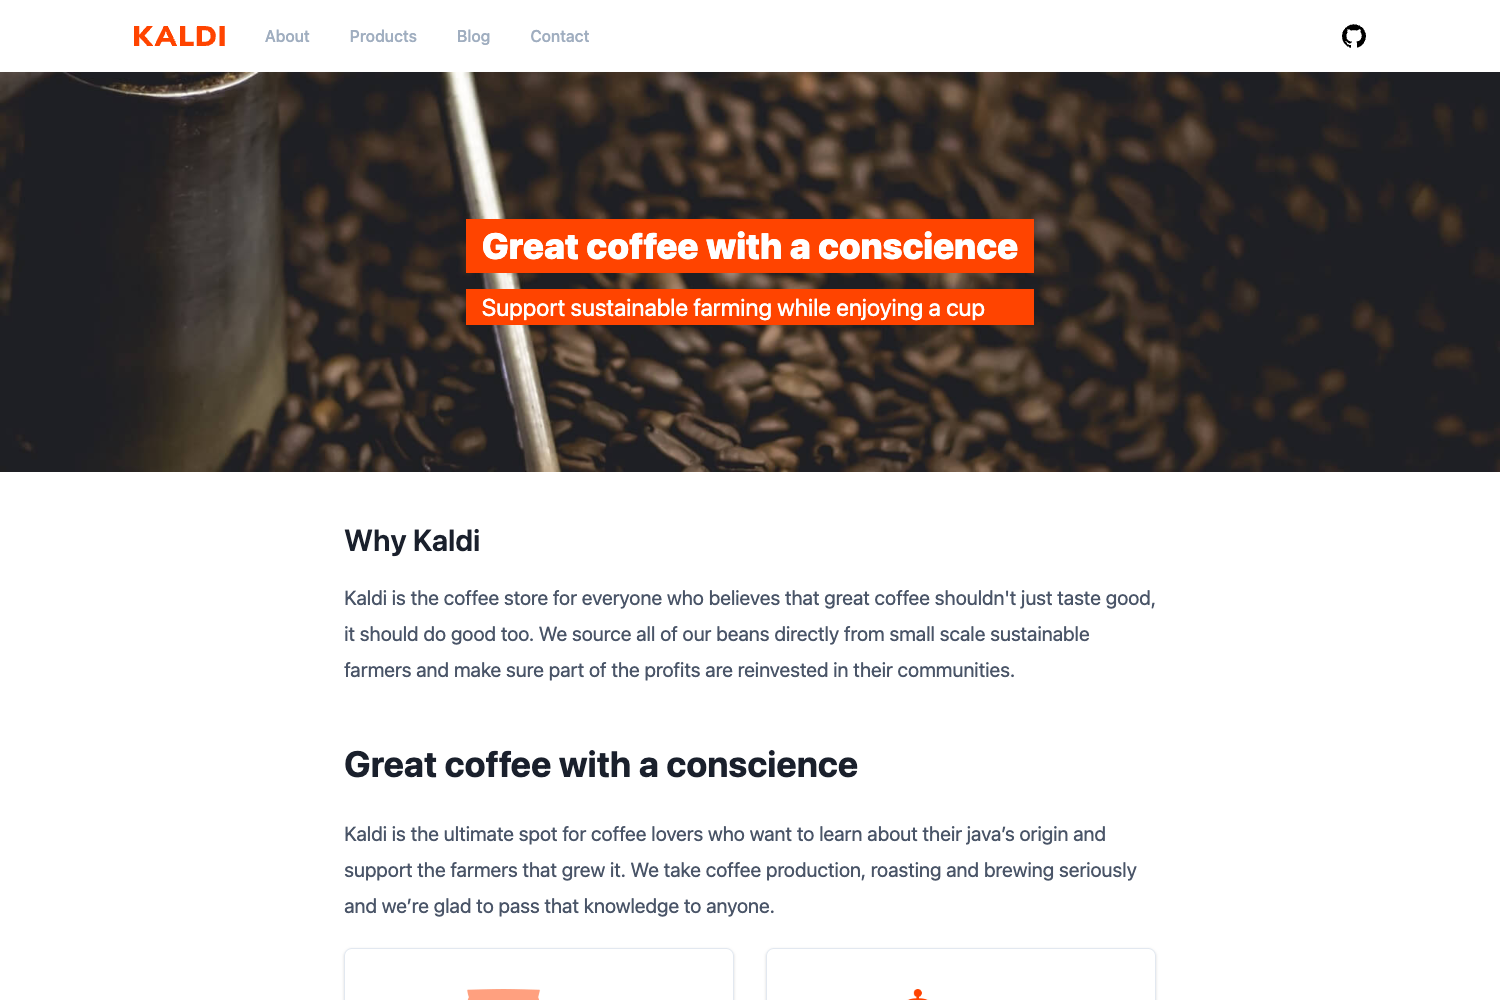 KALDI
About
Products
Blog
Contact
Great coffee with a conscience
Support sustainable farming while enjoying a cup
Why Kaldi
Kaldi is the coffee store for everyone who believes that great coffee shouldn't just taste good,
it should do good too. We source all of our beans directly from small scale sustainable
farmers and make sure part of the profits are reinvested in their communities.
Great coffee with a conscience
Kaldi is the ultimate spot for coffee lovers who want to learn about their java’s origin and
support the farmers that grew it. We take coffee production, roasting and brewing seriously
and we’re glad to pass that knowledge to anyone.